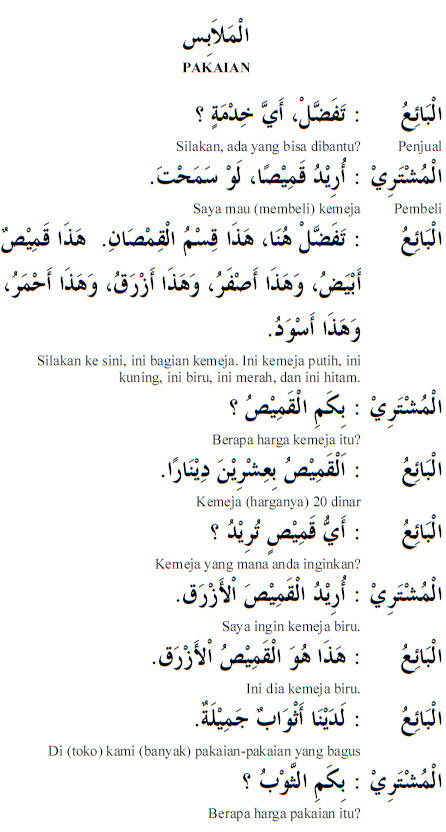 الْمَلاَبِس
PAKAIAN
الْبَائِعُ : تَفَضَّلْ، أَيَّ خِدْمَةٍ ؟
Silakan, ada yang bisa dibantu? Penjual
الْمُشْتَرِيْ : أُرِيْدُ قَمِيْصًا، لَوْ سَمَحْتَ.
Saya mau (membeli) kemeja Pembeli
الْبَائِعُ : تَفَضَّلْ هُنَا، هَذَا قِسْمُ الْقِمْصَانِ. هَذَا قَمِيْصٌ
أَبْيَضُ، وَهَذَا أَصْفَرُ، وَهَذَا أَزْرَقُ، وَهَذَا أَحْمَرُ،
وَهَذَا أَسْوَدُ.
Silakan ke sini, ini bagian kemeja. Ini kemeja putih, ini
kuning, ini biru, ini merah, dan ini hitam.
الْمُشْتَرِيْ : بِكَمِ الْقَمِيْصُ ؟
Berapa harga kemeja itu?
الْبَائِعُ : اَلْقَمِيْصُ بِعِشْرِيْنَ دِيْنَارًا.
Kemeja (harganya) 20 dinar
الْبَائِعُ : أَيُّ قَمِيْصٍ تُرِيْدُ ؟
Kemeja yang mana anda inginkan?
الْمُشْتَرِيْ : أُرِيْدُ الْقَمِيْصَ الْأَزْرَق.
Saya ingin kemeja biru.
الْبَائِعُ : هَذَا هُوَ الْقَمِيْصُ الْأَزْرَق.
Ini dia kemeja biru.
الْبَائِعُ : لَدَيْنَا أَثْوَابٌ جَمِيْلَةٌ.
Di (toko) kami (banyak) pakaian-pakaian yang bagus
الْمُشْتَرِيْ : بِكَمِ الثَّوْبُ ؟
Berapa harga pakaian itu?